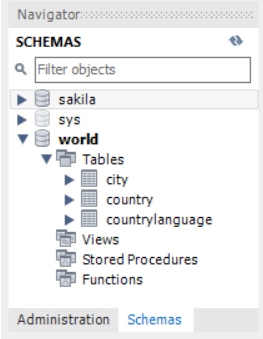 Navigator
SCHEMAS
Filter objects
sakila
sys
world
Tables
city
country
countrylanguage
Views
Stored Procedures
Functions
Administration Schemas